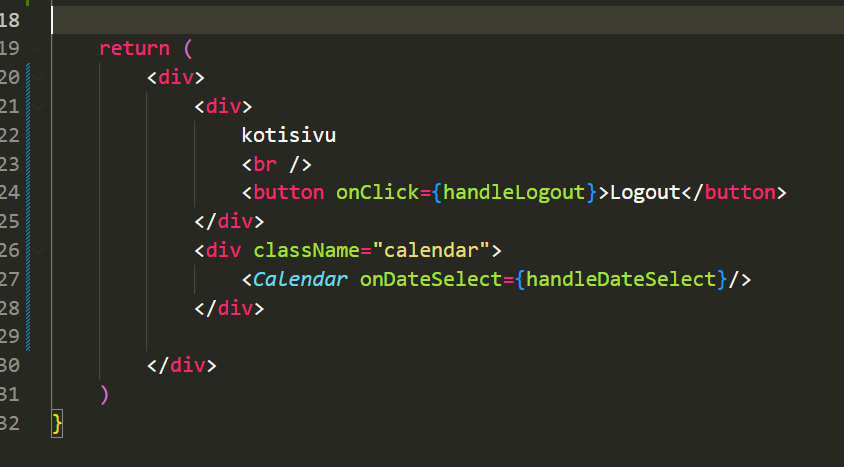 18
19 return (
20 <div>
21 <div>
22 kotisivu
23 <br />
24 <button onClick={handleLogout}>Logout</button>
25 </div>
26 <div className="calendar">
27 <Calendar onDateSelect={handleDateSelect}/>
28 </div>
29
30 </div>
31 )
32 }